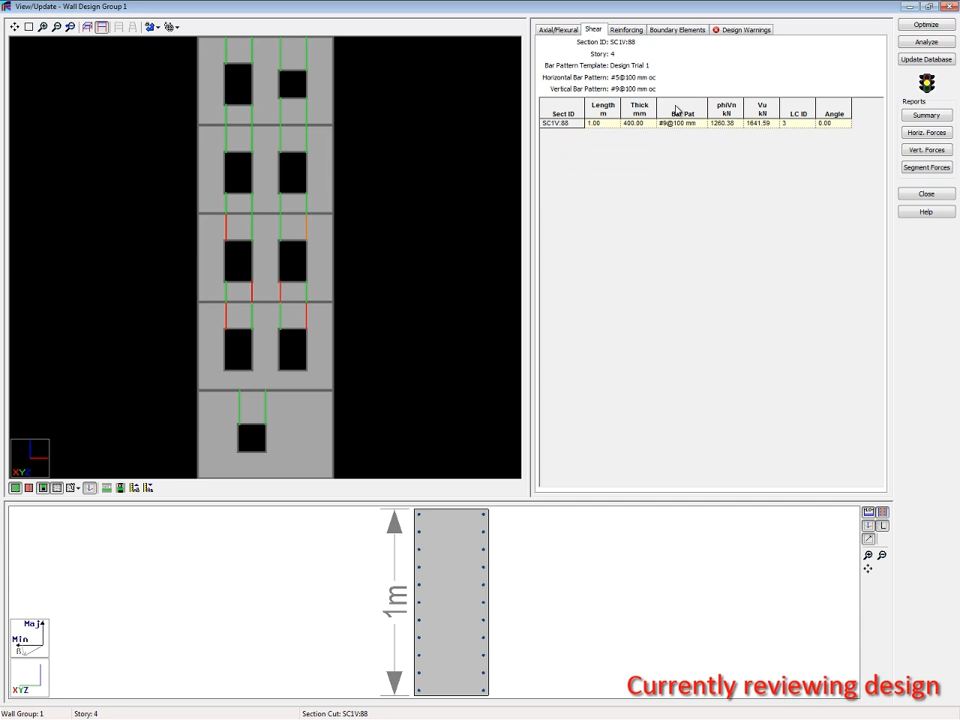 View/Update - Wall Design Group 1
Axial/Flexural Shear Reinforcing Boundary Elements Design Warnings
Section ID: SC1V:88
Story: 4
Bar Pattern Template: Design Trial 1
Horizontal Bar Pattern: #5@100 mm oc
Vertical Bar Pattern: #9@100 mm oc
Sect ID Length m Thick mm Bar Pat phiVn kN Vu kN LC ID Angle
SC1V:88 1.00 400.00 #9@100 mm 1260.38 1641.59 3 0.00
Optimize
Analyze
Update Database
Reports
Summary
Horiz. Forces
Vert. Forces
Segment Forces
Close
Help
XYZ
1m
Maj
Min
XYZ
Currently reviewing design
Wall Group: 1 Story: 4 Section Cut: SC1V:88